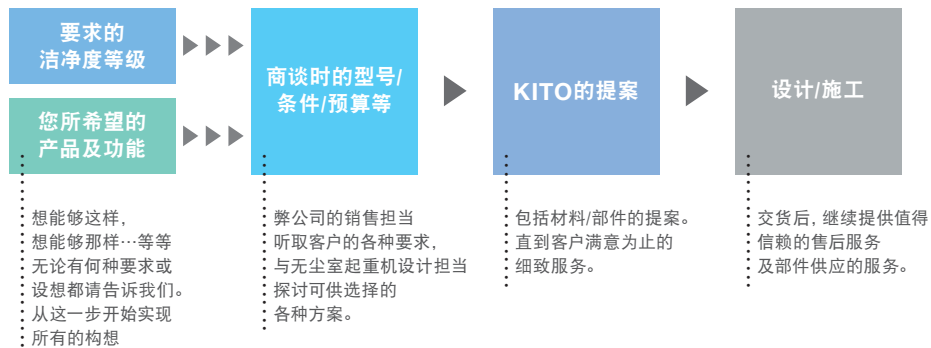 要求的
洁净度等级
您所希望的
产品及功能
商谈时的型号/
条件/预算等
KITO的提案
设计/施工
想能够这样,
想能够那样…等等
无论有何种要求或
设想都请告诉我们。
从这一步开始实现
所有的构想
弊公司的销售担当
听取客户的各种要求,
与无尘室起重机设计担当
探讨可供选择的
各种方案。
包括材料/部件的提案。
直到客户满意为止的
细致服务。
交货后, 继续提供值得
信赖的售后服务
及部件供应的服务。